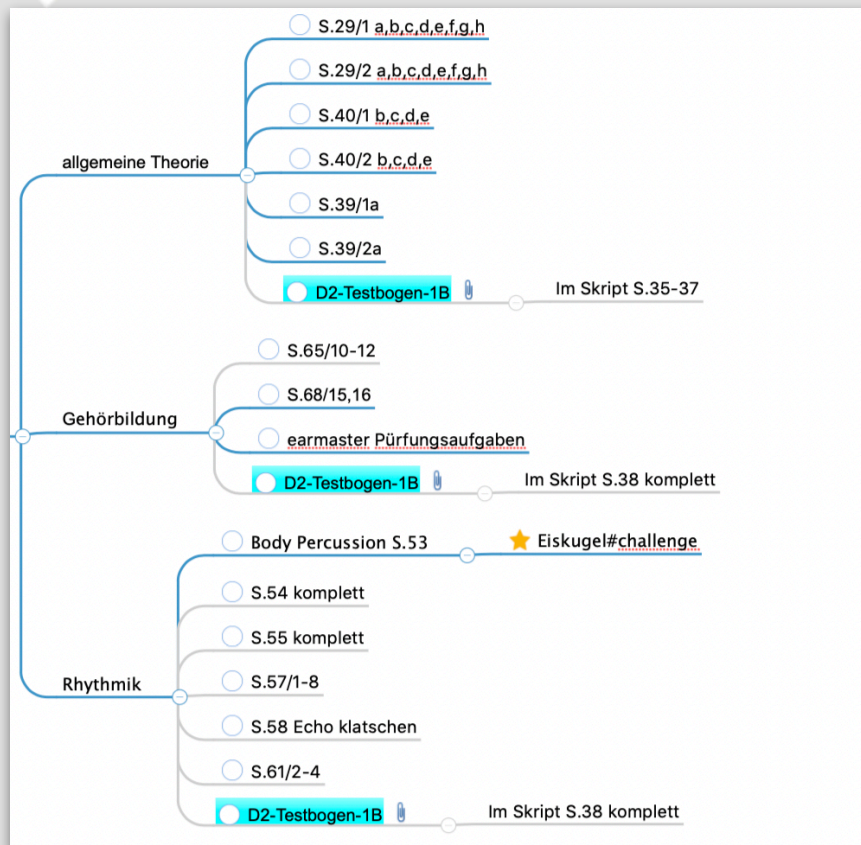 S.29/1 a,b,c,d,e,f,g,h
S.29/2 a,b,c,d,e,f,g,h
S.40/1 b,c,d,e
allgemeine Theorie
S.40/2 b,c,d,e
S.39/1a
S.39/2a
D2-Testbogen-1B
Im Skript S.35-37
S.65/10-12
S.68/15,16
Gehörbildung
earmaster Pürfungsaufgaben
D2-Testbogen-1B
Im Skript S.38 komplett
Body Percussion S.53
Eiskugel#challenge
S.54 komplett
S.55 komplett
Rhythmik
S.57/1-8
S.58 Echo klatschen
S.61/2-4
D2-Testbogen-1B
Im Skript S.38 komplett